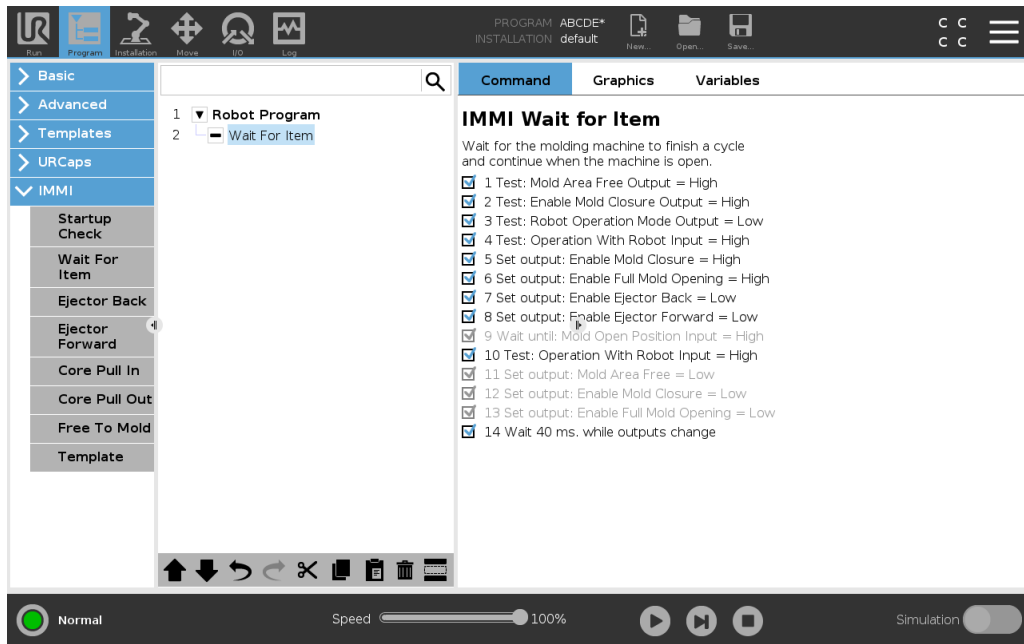 UR
Run
Program
Installation
Move
I/O
Log
PROGRAM ABCDE*
INSTALLATION default
New...
Open...
Save...
C C
C C
Basic
Advanced
Templates
URCaps
IMMI
Startup
Check
Wait For
Item
Ejector Back
Ejector
Forward
Core Pull In
Core Pull Out
Free To Mold
Template
1 Robot Program
2 Wait For Item
Command Graphics Variables
IMMI Wait for Item
Wait for the molding machine to finish a cycle
and continue when the machine is open.
1 Test: Mold Area Free Output = High
2 Test: Enable Mold Closure Output = High
3 Test: Robot Operation Mode Output = Low
4 Test: Operation With Robot Input = High
5 Set output: Enable Mold Closure = High
6 Set output: Enable Full Mold Opening = High
7 Set output: Enable Ejector Back = Low
8 Set output: Enable Ejector Forward = Low
9 Wait until: Mold Open Position Input = High
10 Test: Operation With Robot Input = High
11 Set output: Mold Area Free = Low
12 Set output: Enable Mold Closure = Low
13 Set output: Enable Full Mold Opening = Low
14 Wait 40 ms. while outputs change
Normal
Speed 100%
Simulation